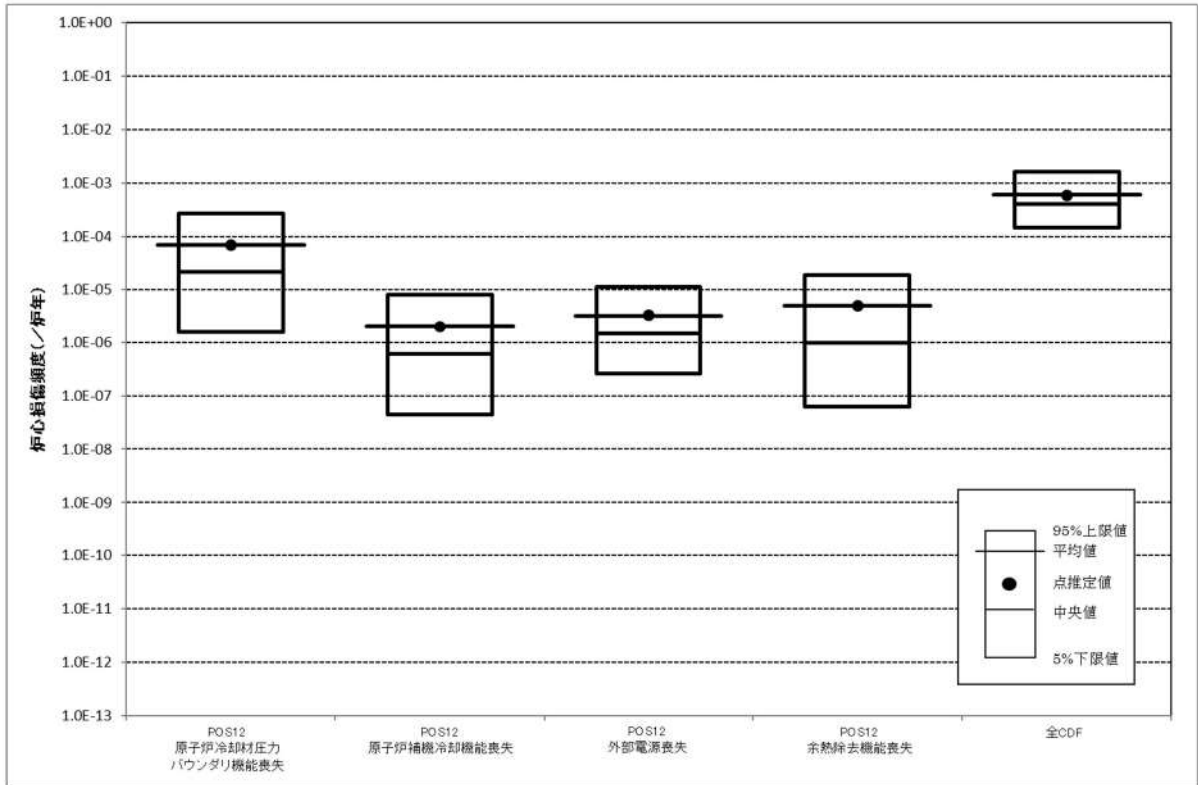 炉心損傷頻度(／炉年)
1.0E+00
1.0E-01
1.0E-02
1.0E-03
1.0E-04
1.0E-05
1.0E-06
1.0E-07
1.0E-08
1.0E-09
1.0E-10
1.0E-11
1.0E-12
1.0E-13
95%上限値
平均値
点推定値
中央値
5%下限値
POS12
原子炉冷却材圧力
バウンダリ機能喪失
POS12
原子炉補機冷却機能喪失
POS12
外部電源喪失
POS12
余熱除去機能喪失
全CDF